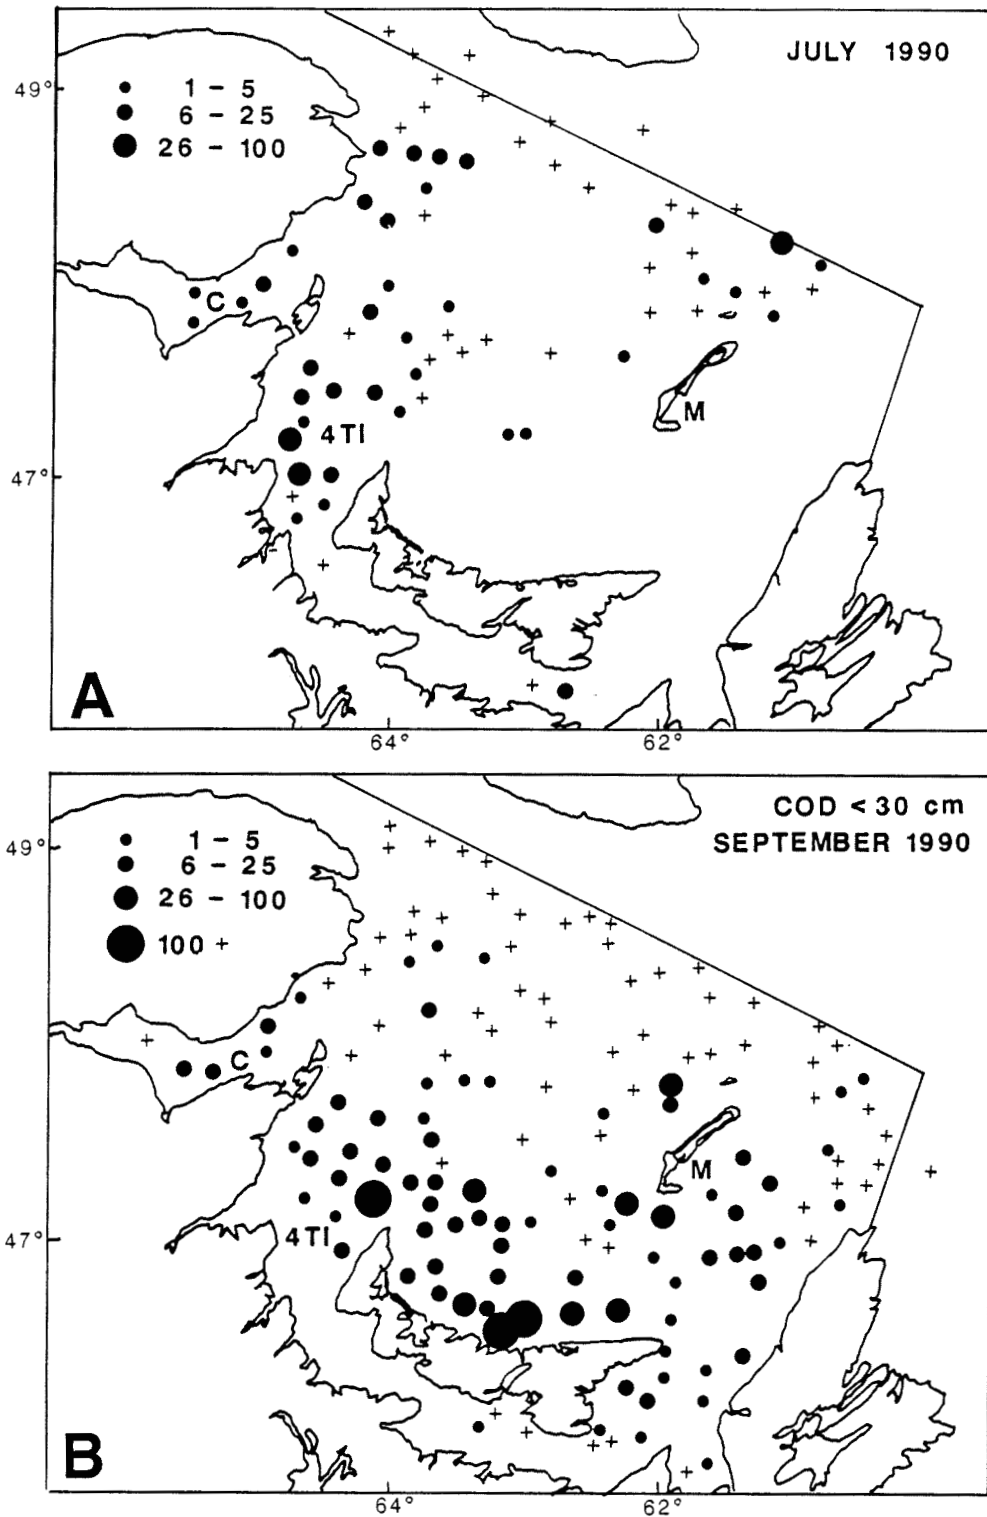 JULY 1990
49°
1 – 5
6 – 25
26 – 100
C
M
4TI
47°
A
64°
62°
COD < 30 cm
SEPTEMBER 1990
49°
1 – 5
6 – 25
26 – 100
100 +
C
M
4TI
47°
B
64°
62°